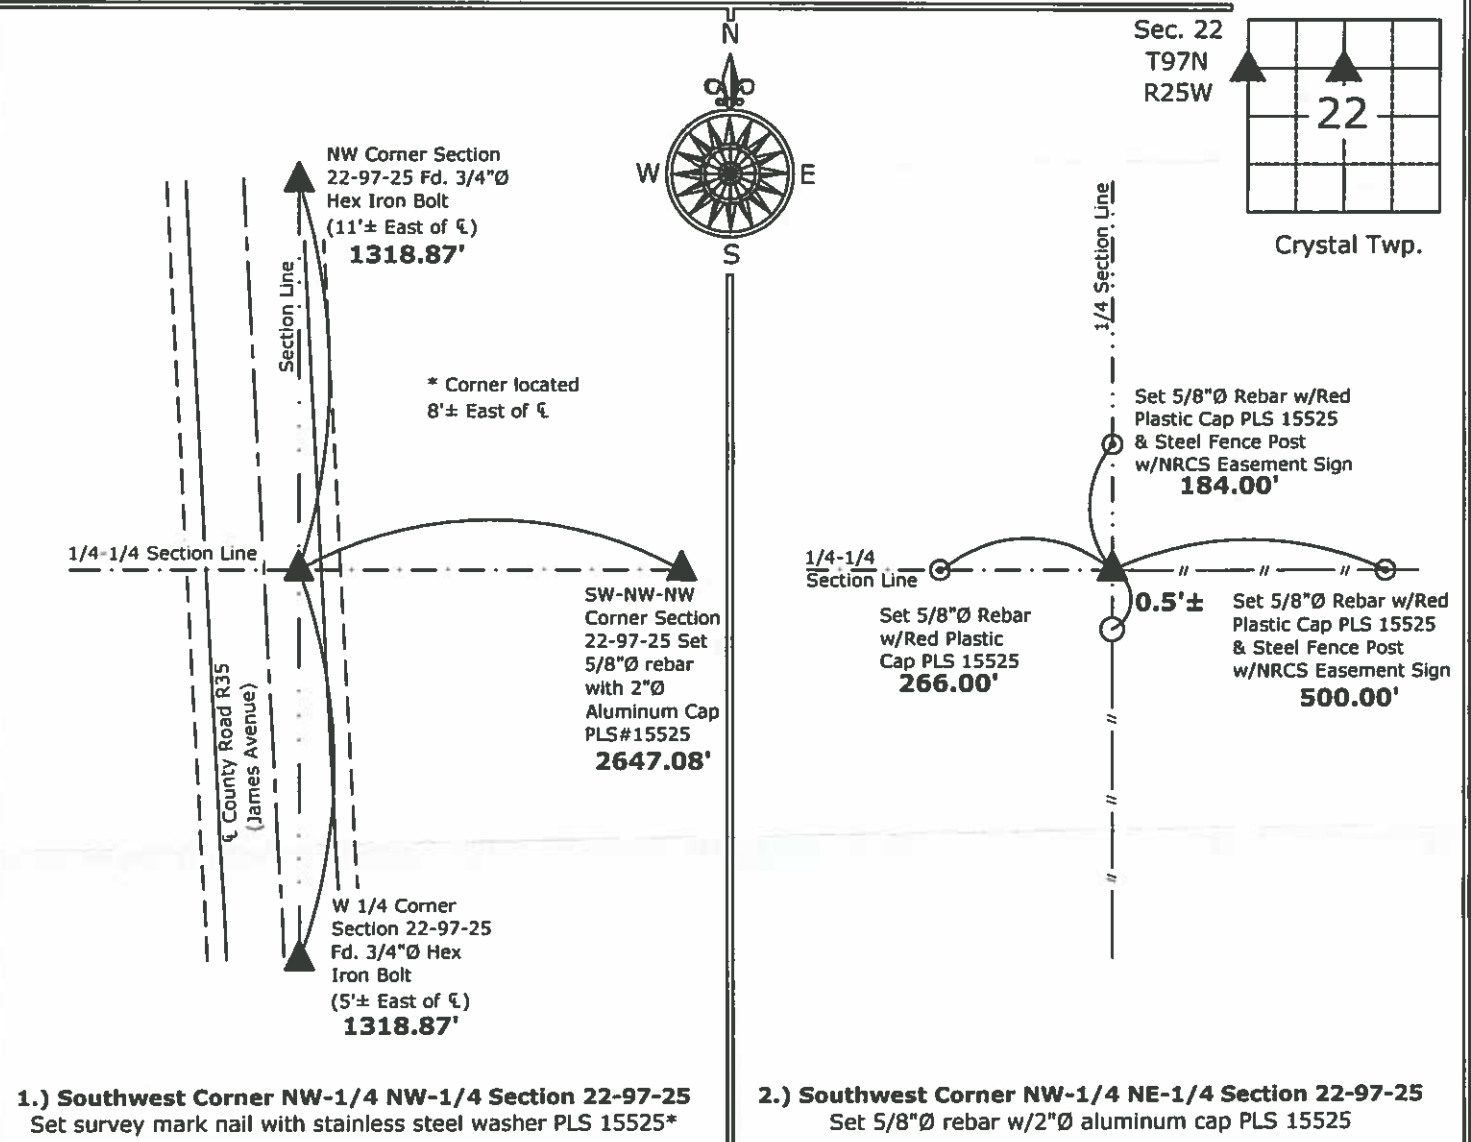 N
W
E
S
Sec. 22
T97N
R25W
22
Crystal Twp.
NW Corner Section
22-97-25 Fd. 3/4"Ø
Hex Iron Bolt
(11'± East of ℄)
1318.87'
Section Line
* Corner located
8'± East of ℄
1/4-1/4 Section Line
SW-NW-NW
Corner Section
22-97-25 Set
5/8"Ø rebar
with 2"Ø
Aluminum Cap
PLS#15525
2647.08'
℄ County Road R35
(James Avenue)
W 1/4 Corner
Section 22-97-25
Fd. 3/4"Ø Hex
Iron Bolt
(5'± East of ℄)
1318.87'
1.) Southwest Corner NW-1/4 NW-1/4 Section 22-97-25
Set survey mark nail with stainless steel washer PLS 15525*
1/4 Section Line
Set 5/8"Ø Rebar w/Red
Plastic Cap PLS 15525
& Steel Fence Post
w/NRCS Easement Sign
184.00'
1/4-1/4
Section Line
Set 5/8"Ø Rebar
w/Red Plastic
Cap PLS 15525
266.00'
0.5'±
Set 5/8"Ø Rebar w/Red
Plastic Cap PLS 15525
& Steel Fence Post
w/NRCS Easement Sign
500.00'
2.) Southwest Corner NW-1/4 NE-1/4 Section 22-97-25
Set 5/8"Ø rebar w/2"Ø aluminum cap PLS 15525